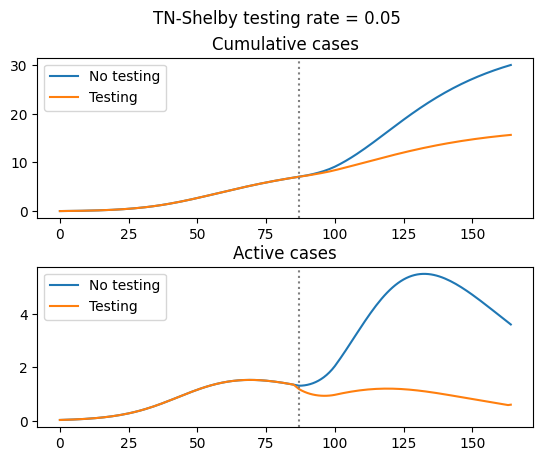 TN-Shelby testing rate = 0.05
Cumulative cases
30
20
10
0
No testing
Testing
0 25 50 75 100 125 150
Active cases
4
2
0
No testing
Testing
0 25 50 75 100 125 150